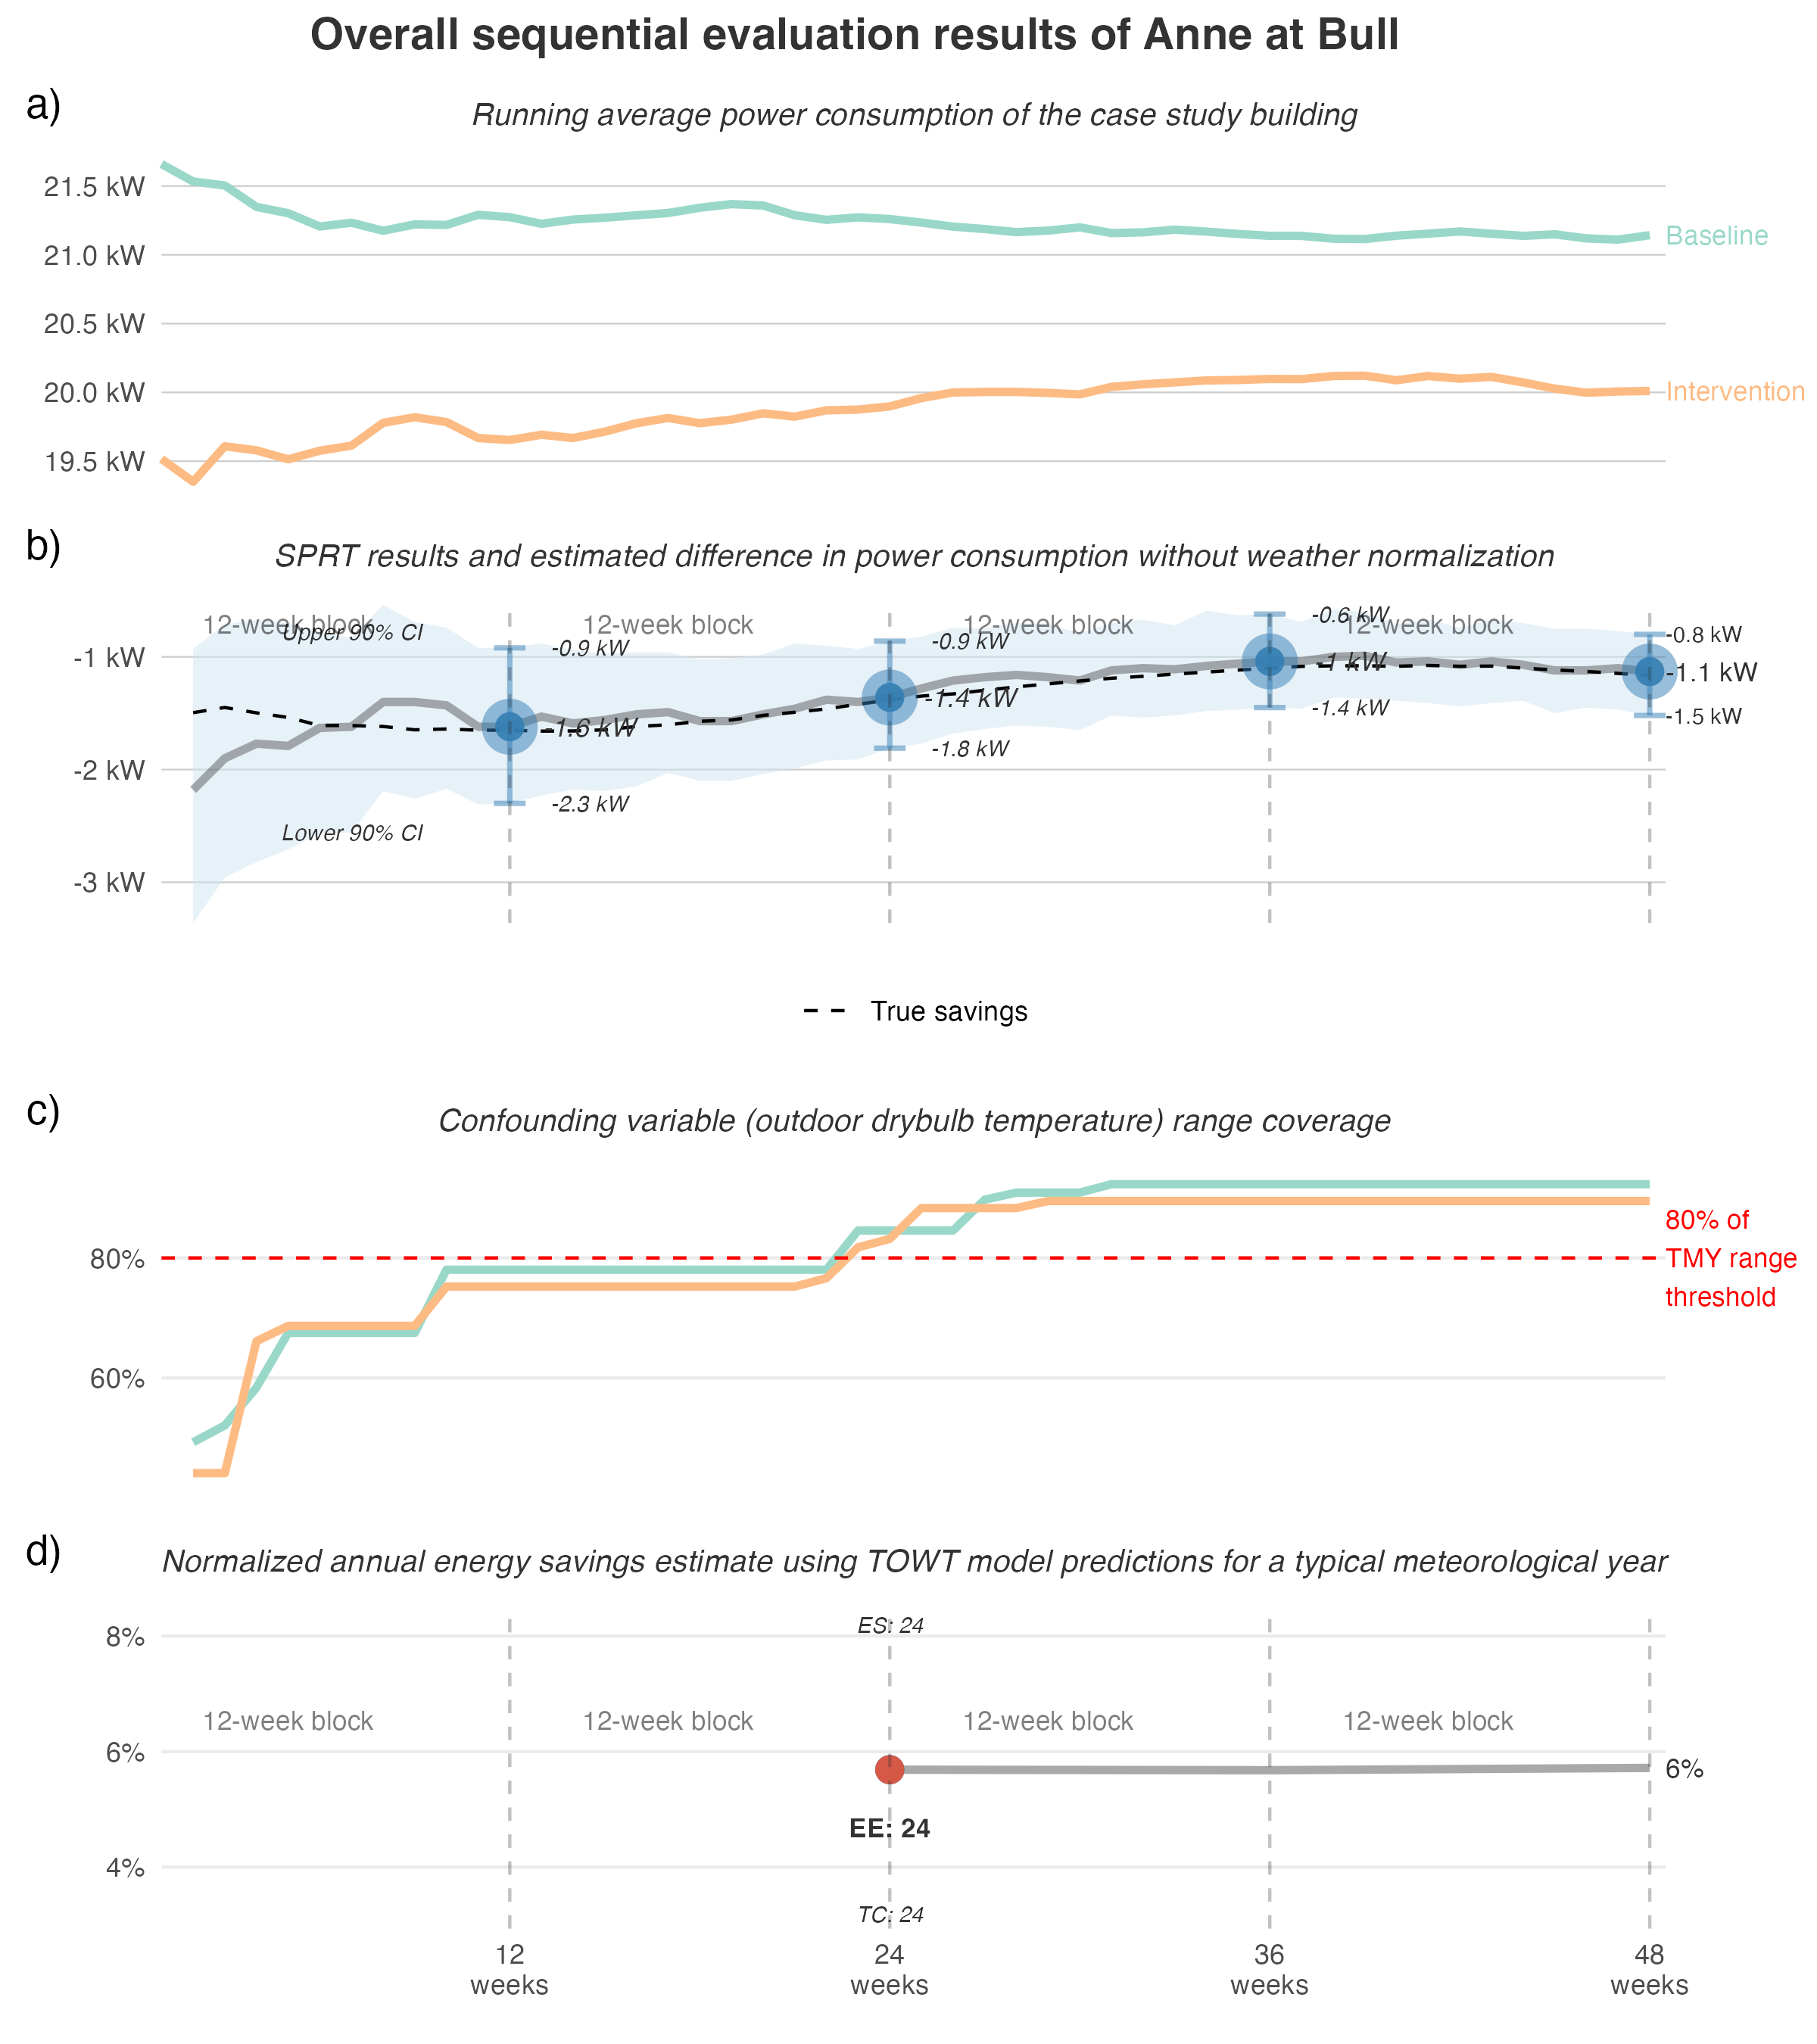 Overall sequential evaluation results of Anne at Bull
a)
Running average power consumption of the case study building
21.5 kW
21.0 kW
20.5 kW
20.0 kW
19.5 kW
Baseline
Intervention
b)
SPRT results and estimated difference in power consumption without weather normalization
12-week block
12-week block
12-week block
12-week block
Upper 90% CI
Lower 90% CI
-1 kW
-2 kW
-3 kW
-0.9 kW
-1.6 kW
-2.3 kW
-0.9 kW
-1.4 kW
-1.8 kW
-0.6 kW
-1 kW
-1.4 kW
-0.8 kW
-1.1 kW
-1.5 kW
True savings
c)
Confounding variable (outdoor drybulb temperature) range coverage
80%
60%
80% of
TMY range
threshold
d)
Normalized annual energy savings estimate using TOWT model predictions for a typical meteorological year
8%
6%
4%
ES: 24
12-week block
12-week block
12-week block
12-week block
6%
EE: 24
TC: 24
12
weeks
24
weeks
36
weeks
48
weeks